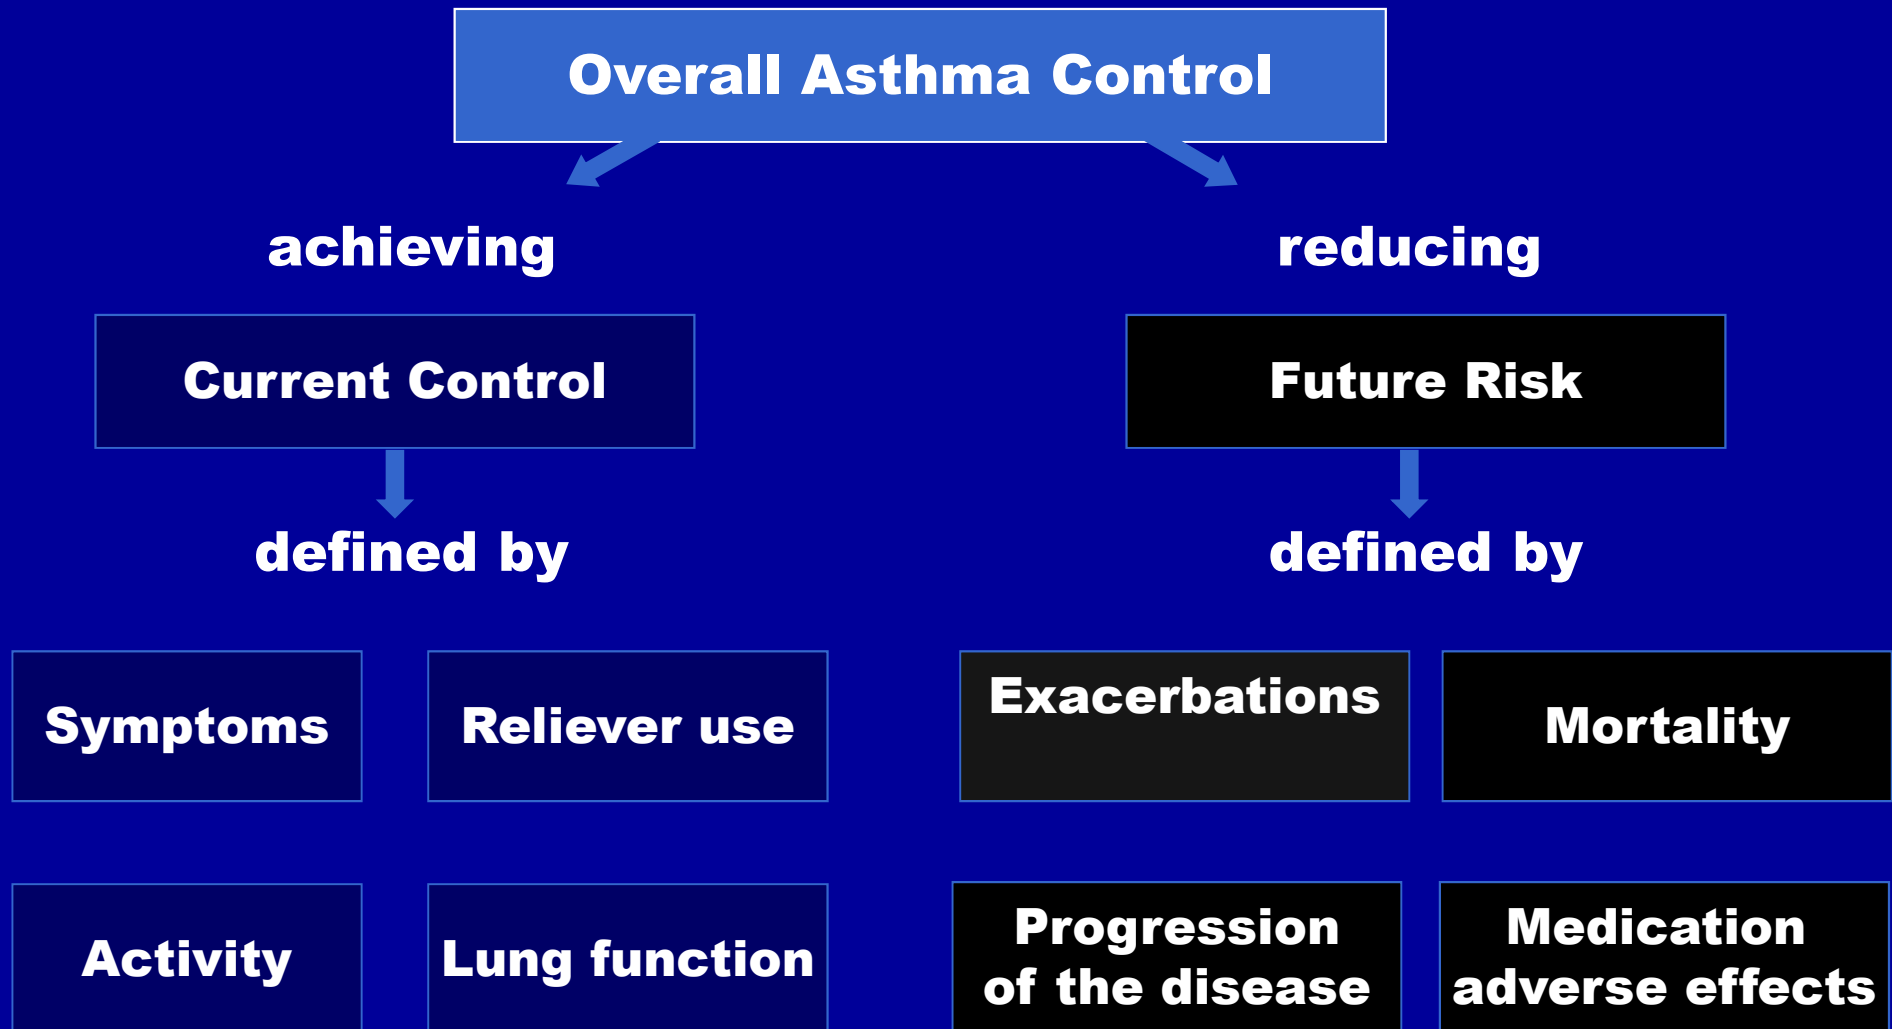 Overall Asthma Control
achieving
reducing
Current Control
Future Risk
defined by
defined by
Symptoms
Reliever use
Exacerbations
Mortality
Activity
Lung function
Progression
of the disease
Medication
adverse effects